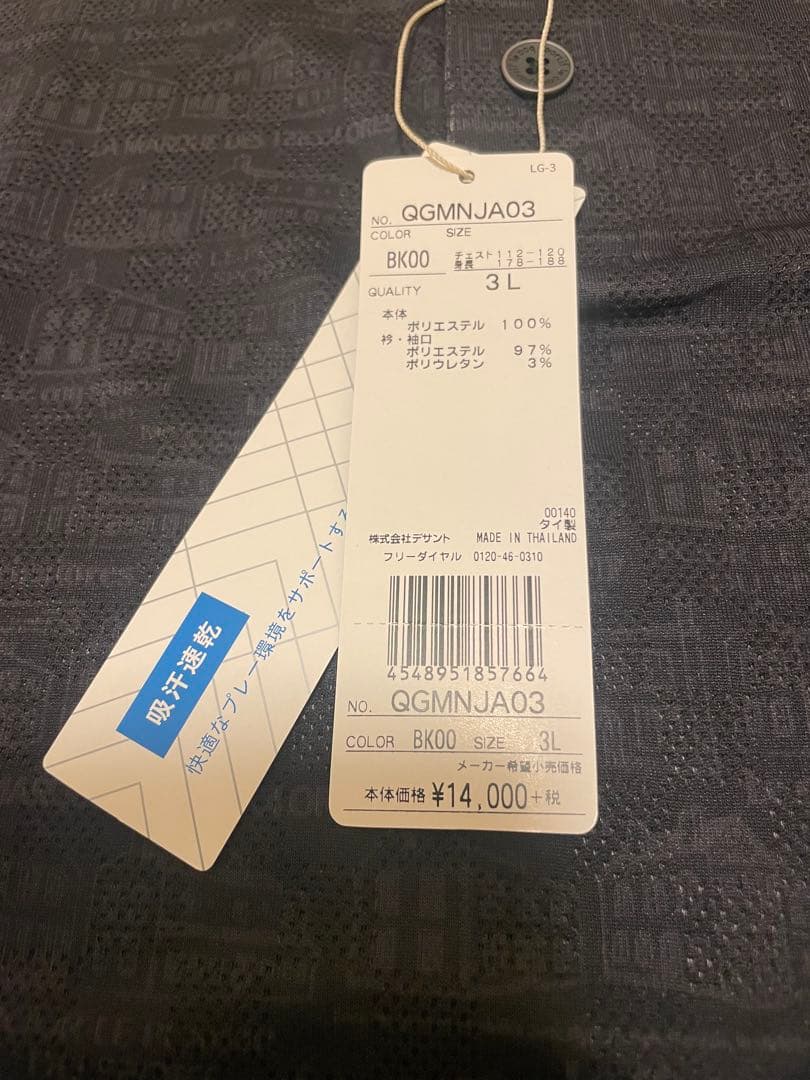 LA MARQUE DES
LG-3
NO. QGMNJA03
COLOR SIZE
BK00 チェスト112-120
身長 178-188
QUALITY 3L
本体
ポリエステル 100%
衿・袖口
ポリエステル 97%
ポリウレタン 3%
00140
タイ製
株式会社デサント MADE IN THAILAND
フリーダイヤル 0120-46-0310
4548951857664
NO. QGMNJA03
COLOR BK00 SIZE 3L
メーカー希望小売価格
本体価格 ¥14,000+税
吸汗速乾
快適なプレー環境をサポートする